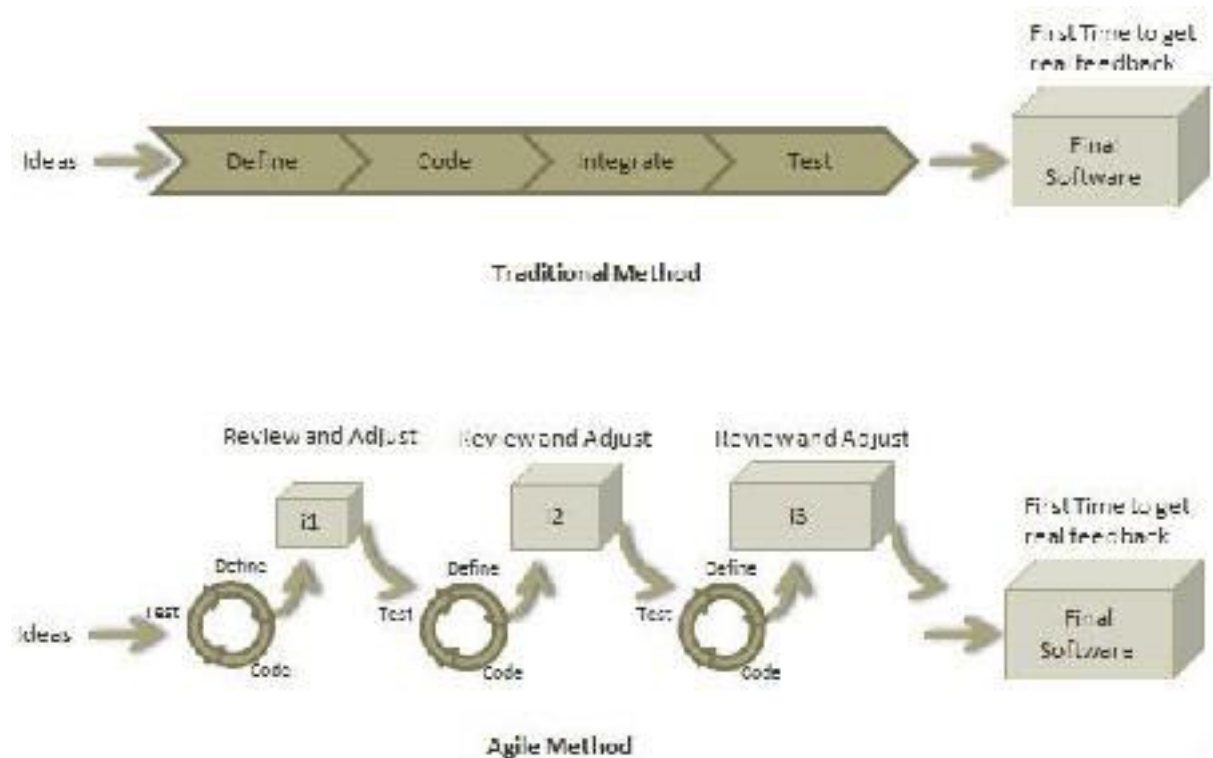 First Time to get
real feedback
Ideas
Define
Code
Integrate
Test
Final
Software
Traditional Method
Review and Adjust
Review and Adjust
Review and Adjust
i1
i2
i3
First Time to get
real feedback
Define
Define
Define
Test
Test
Test
Ideas
Final
Software
Code
Code
Code
Agile Method